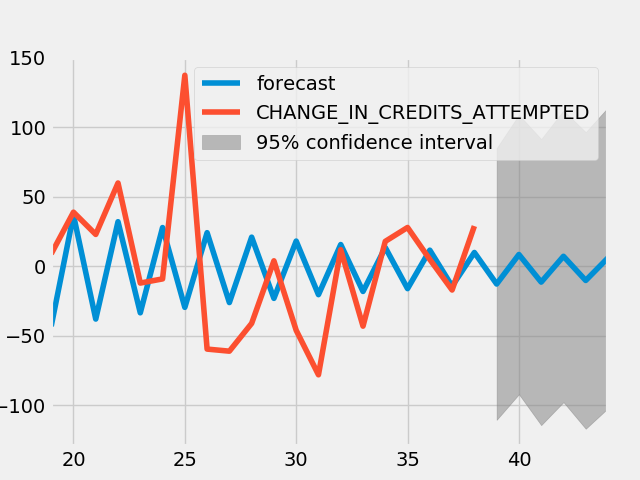 150
100
50
0
−50
−100
forecast
CHANGE_IN_CREDITS_ATTEMPTED
95% confidence interval
20 25 30 35 40